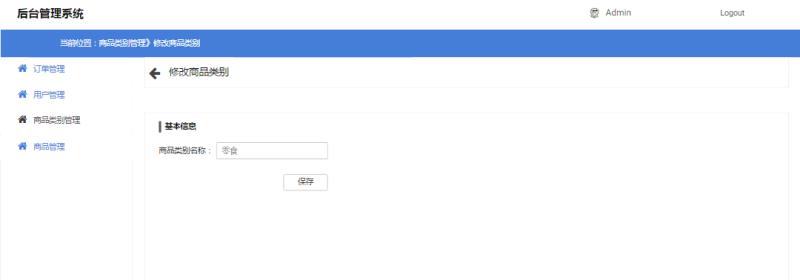 后台管理系统 Admin Logout
当前位置：商品类别管理》修改商品类别
订单管理
用户管理
商品类别管理
商品管理
修改商品类别
基本信息
商品类别名称： 零食
保存